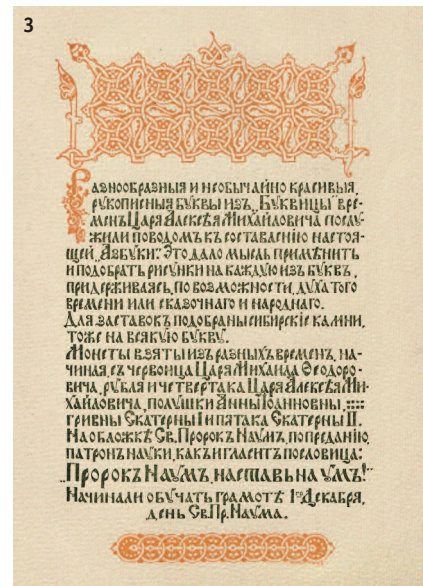 3
Разнообразныя и необычайно красивыя,
рукописныя буквы изъ „Буквицы" вре-
менъ Царя Алексѣя Михайловича послу-
жили поводомъ къ составленію настоя-
щей „Азбуки". Это дало мысль примѣнить
и подобрать рисунки на каждую изъ буквъ,
придерживаясь, по возможности, духа того
времени или сказочнаго и народнаго.
Для заставокъ подобраны сибирскіе камни,
тоже на всякую букву.
Монеты взяты изъ разныхъ временъ, на-
чиная, съ червонца Царя Михаила Ѳеодоро-
вича, рубля и четвертака Царя Алексѣя Ми-
хайловича, полушки Анны Іоанновны,
гривны Екатерины I и пятака Екатерины II.
На обложкѣ Св. Пророкъ Наумъ, по преданію,
патронъ науки, какъ и гласитъ пословица:
„Пророкъ Наумъ, наставь на умъ!"
Начинали обучать грамотѣ 1го Декабря,
день Св. Пр. Наума.